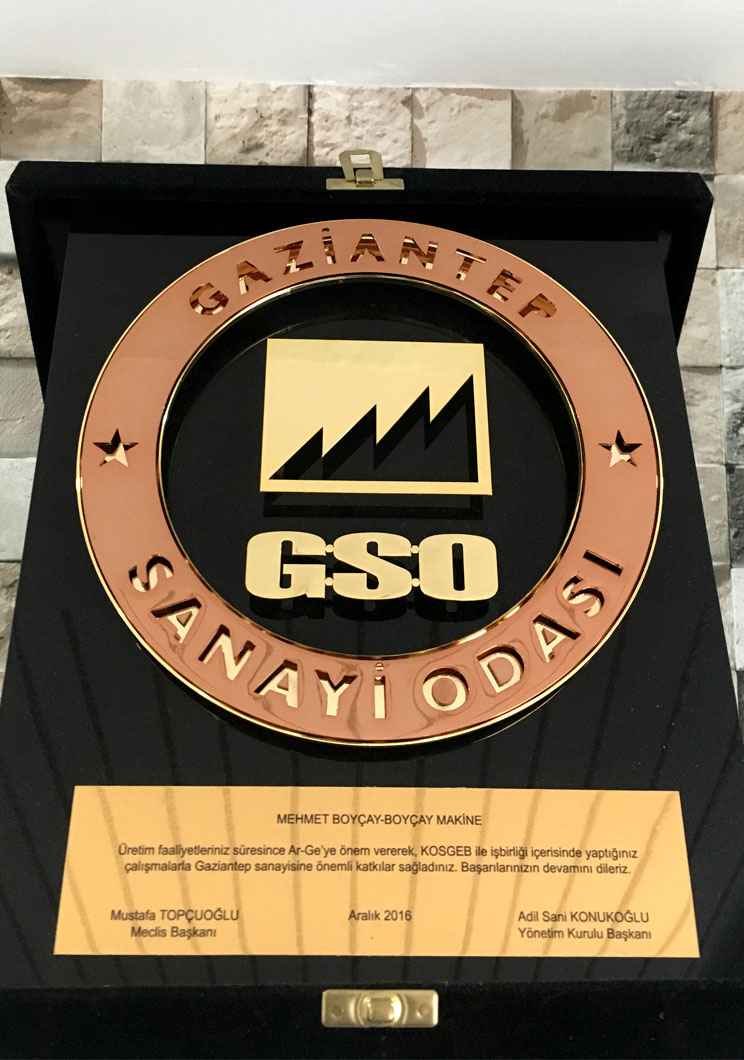 GAZİANTEP
G.S.O
SANAYİ ODASI
MEHMET BOYÇAY-BOYÇAY MAKİNE
Üretim faaliyetleriniz süresince Ar-Ge'ye önem vererek, KOSGEB ile işbirliği içerisinde yaptığınız
çalışmalarla Gaziantep sanayisine önemli katkılar sağladınız. Başarılarınızın devamını dileriz.
Mustafa TOPÇUOĞLU Aralık 2016 Adil Sani KONUKOĞLU
Meclis Başkanı Yönetim Kurulu Başkanı